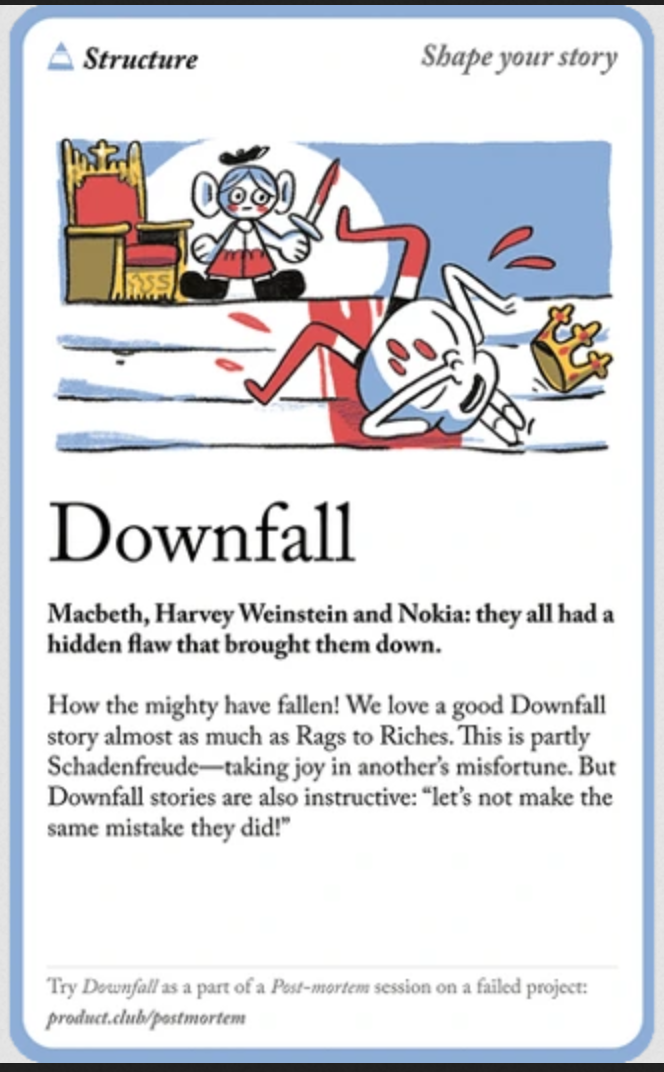 Structure
Shape your story
Downfall
Macbeth, Harvey Weinstein and Nokia: they all had a
hidden flaw that brought them down.
How the mighty have fallen! We love a good Downfall
story almost as much as Rags to Riches. This is partly
Schadenfreude—taking joy in another's misfortune. But
Downfall stories are also instructive: “let's not make the
same mistake they did!”
Try Downfall as a part of a Post-mortem session on a failed project:
product.club/postmortem